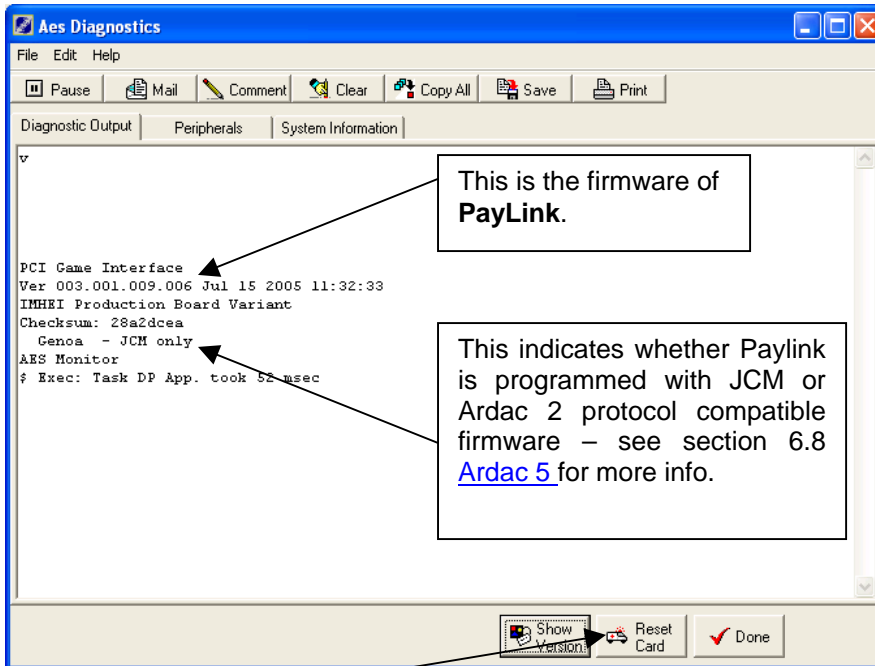 Aes Diagnostics
File Edit Help
Pause Mail Comment Clear Copy All Save Print
Diagnostic Output Peripherals System Information
v
This is the firmware of
PayLink.
PCI Game Interface
Ver 003.001.009.006 Jul 15 2005 11:32:33
IMHEI Production Board Variant
Checksum: 28a2dcea
Genoa - JCM only
AES Monitor
$ Exec: Task DP App. took 52 msec
This indicates whether Paylink
is programmed with JCM or
Ardac 2 protocol compatible
firmware – see section 6.8
Ardac 5 for more info.
Show
Version
Reset
Card
Done